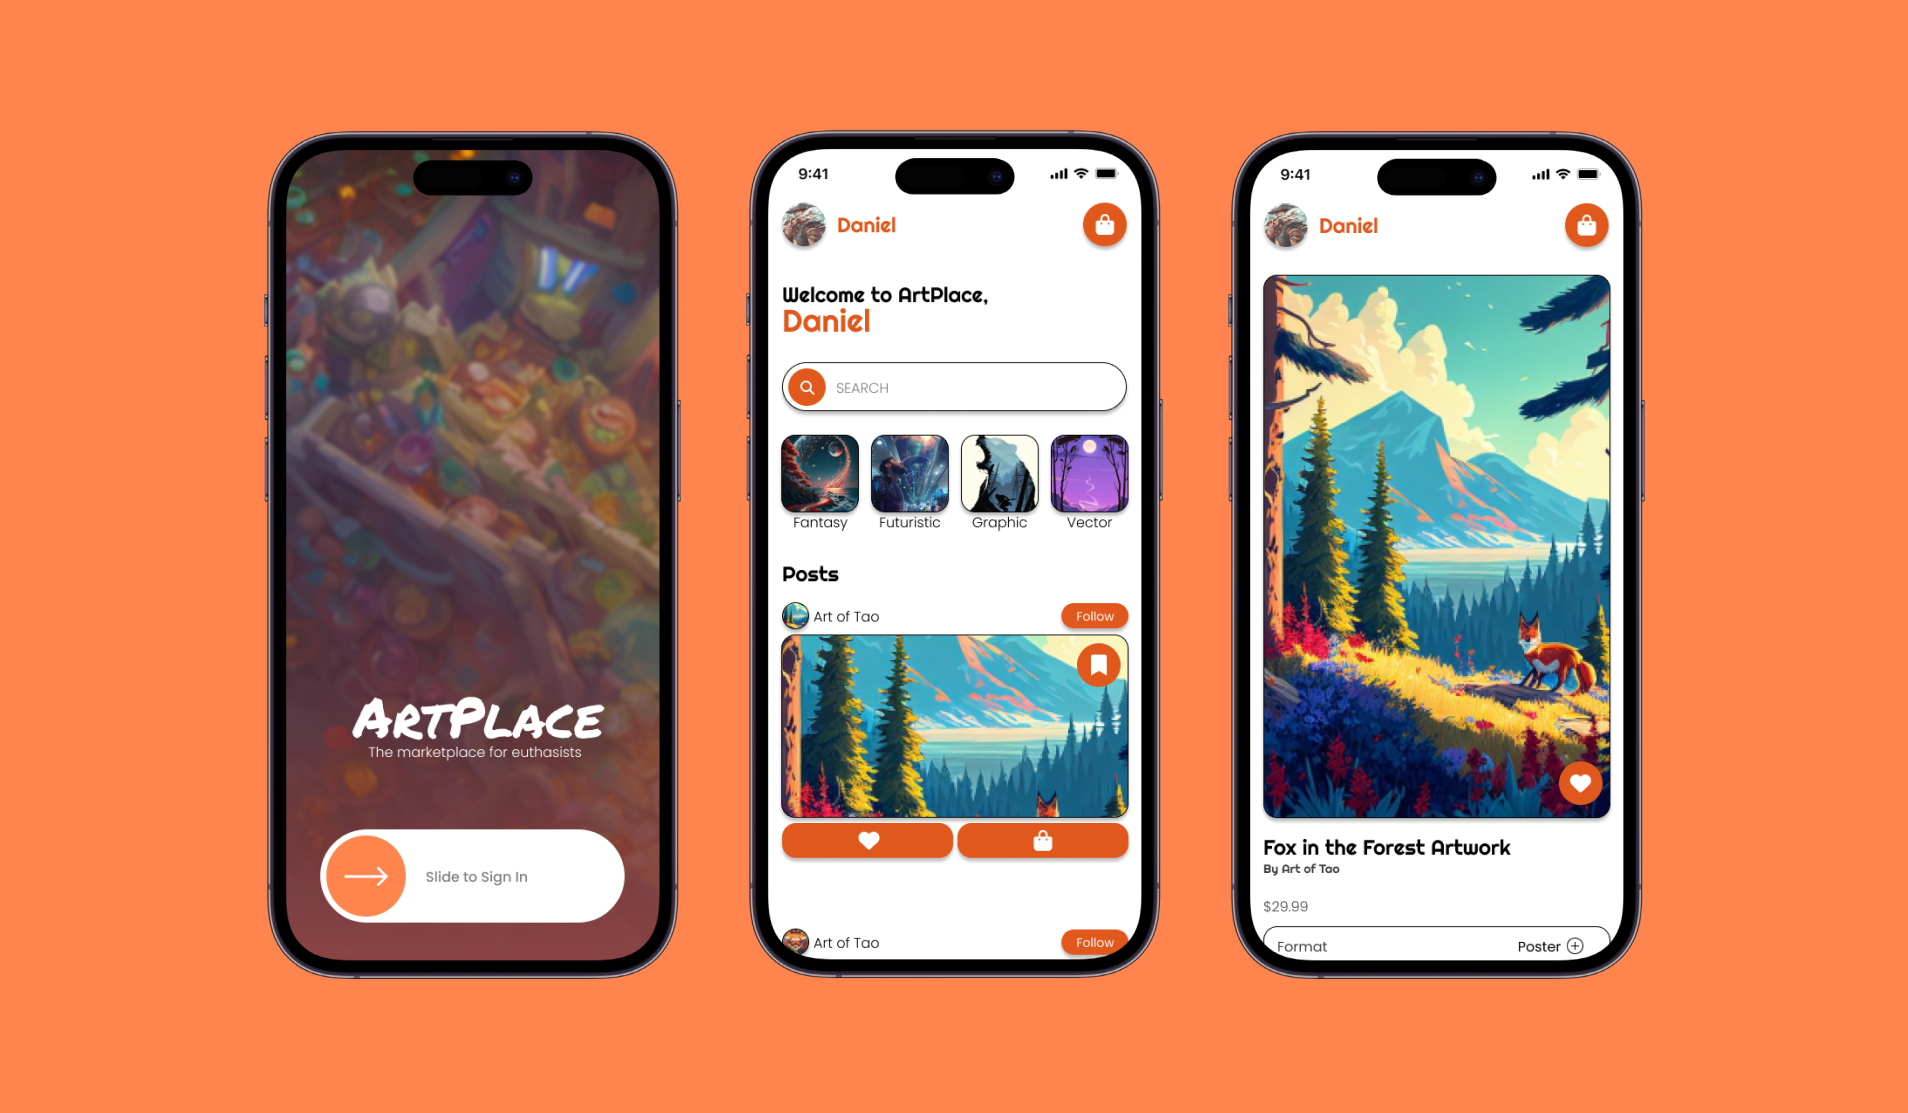 ArtPlace
The marketplace for euthasists
Slide to Sign In
9:41
Daniel
Welcome to ArtPlace,
Daniel
SEARCH
Fantasy Futuristic Graphic Vector
Posts
Art of Tao Follow
Art of Tao Follow
9:41
Daniel
Fox in the Forest Artwork
By Art of Tao
$29.99
Format Poster